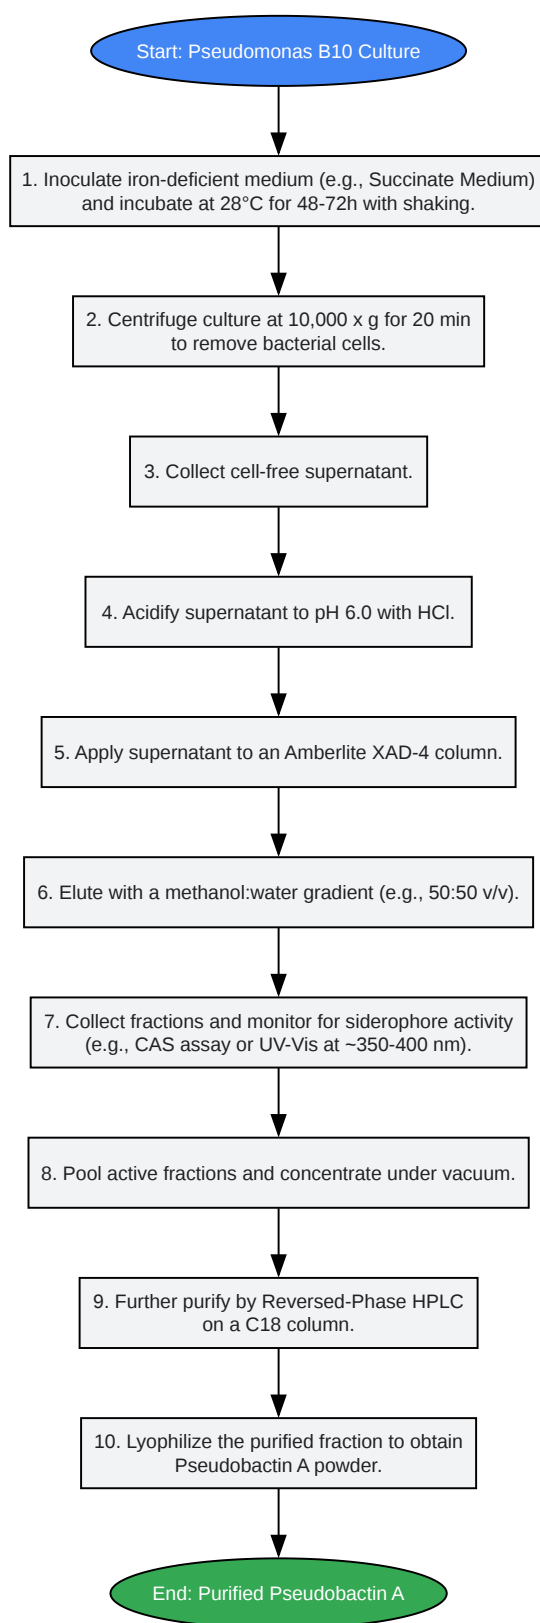 Start: Pseudomonas B10 Culture
1. Inoculate iron-deficient medium (e.g., Succinate Medium)
and incubate at 28°C for 48-72h with shaking.
2. Centrifuge culture at 10,000 x g for 20 min
to remove bacterial cells.
3. Collect cell-free supernatant.
4. Acidify supernatant to pH 6.0 with HCl.
5. Apply supernatant to an Amberlite XAD-4 column.
6. Elute with a methanol:water gradient (e.g., 50:50 v/v).
7. Collect fractions and monitor for siderophore activity
(e.g., CAS assay or UV-Vis at ~350-400 nm).
8. Pool active fractions and concentrate under vacuum.
9. Further purify by Reversed-Phase HPLC
on a C18 column.
10. Lyophilize the purified fraction to obtain
Pseudobactin A powder.
End: Purified Pseudobactin A